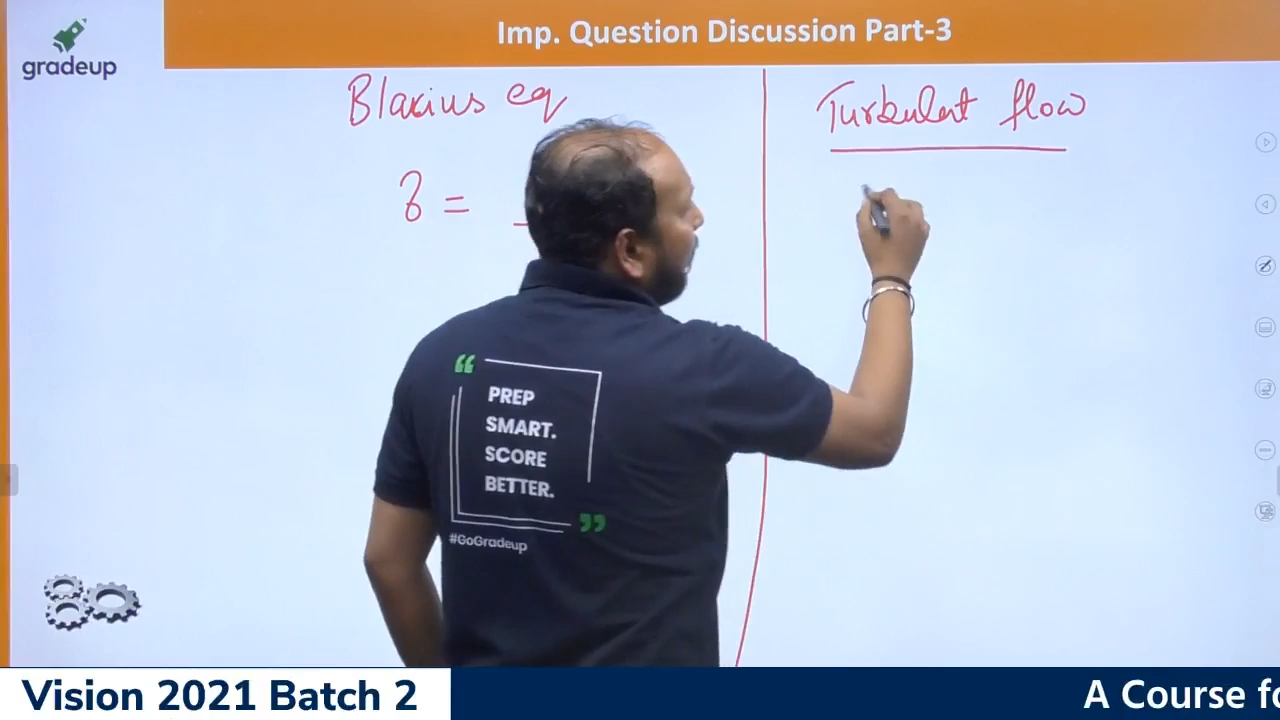 gradeup
Imp. Question Discussion Part-3
Blasius eq
Turbulent flow
δ =
“
PREP
SMART.
SCORE
BETTER.
”
#GoGradeup
Vision 2021 Batch 2
A Course fo